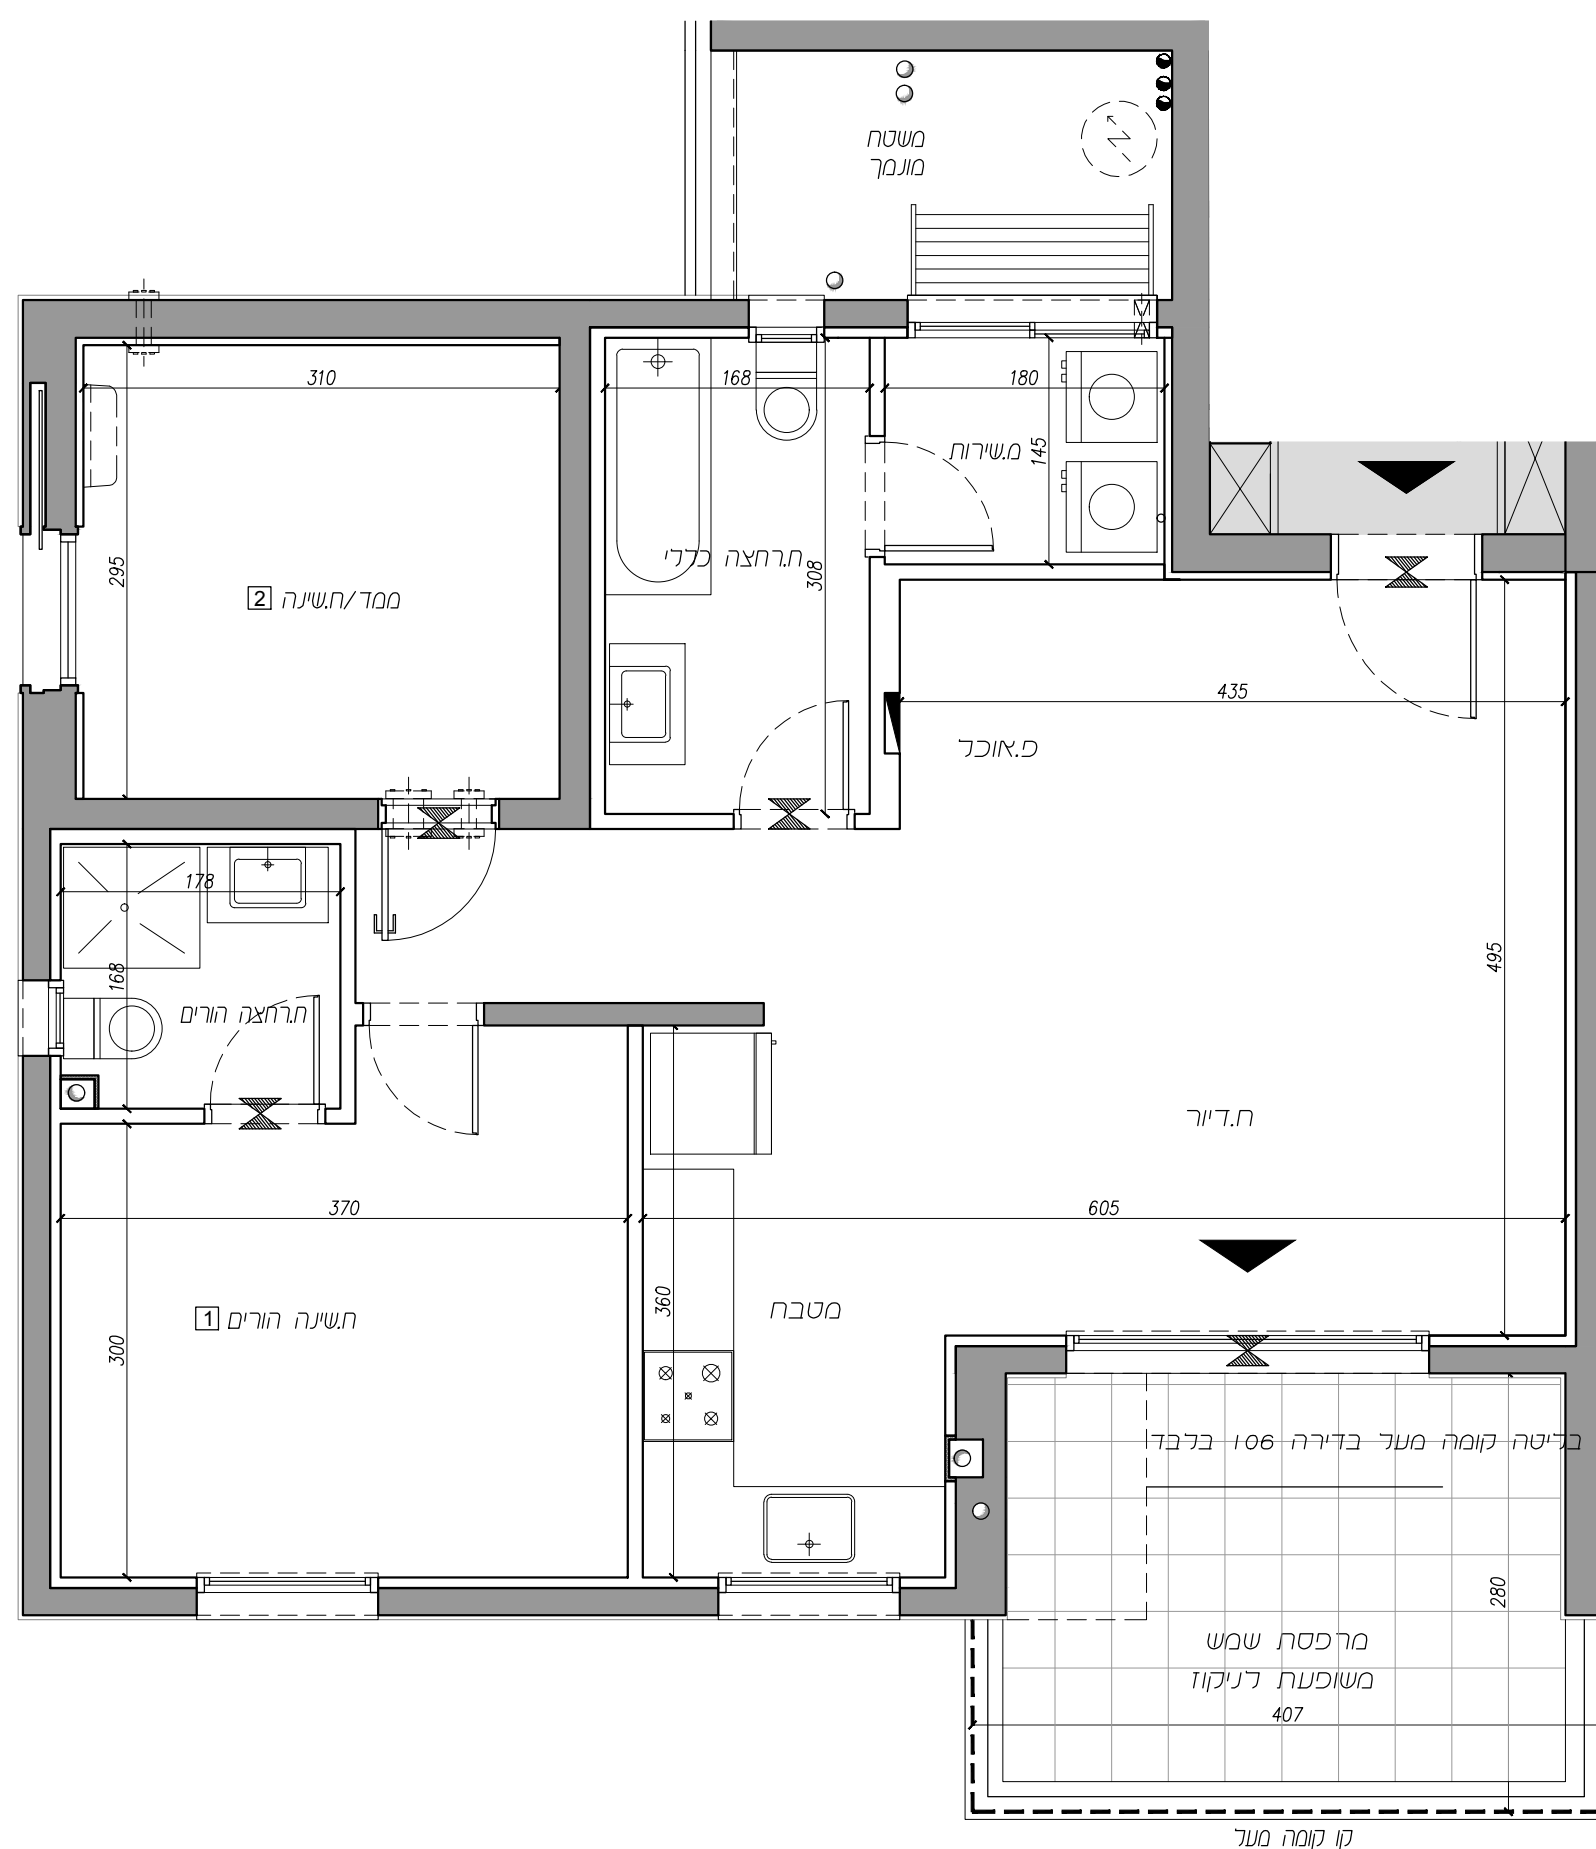 משטח
מונמך
N
310
168
180
145
מ.שירות
ח.רחצה כללי
308
295
2 ממד/ח.שינה
435
פ.אוכל
178
168
495
ח.רחצה הורים
ח.דיור
370
605
360
1 ח.שינה הורים
מטבח
300
בליטה קומה מעל בדירה 106 בלבד
280
מרפסת שמש
משופעת לניקוז
407
קו קומה מעל